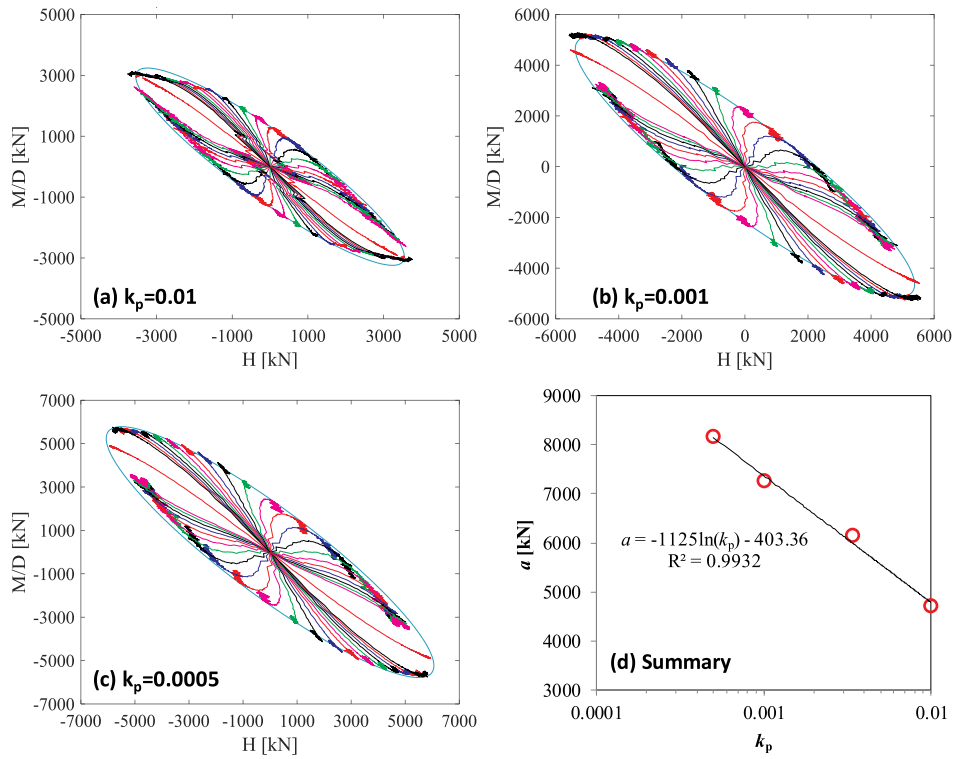 5000
3000
1000
-1000
-3000
-5000
M/D [kN]
(a) kp=0.01
-5000 -3000 -1000 1000 3000 5000
H [kN]
6000
4000
2000
0
-2000
-4000
-6000
M/D [kN]
(b) kp=0.001
-6000 -4000 -2000 0 2000 4000 6000
H [kN]
7000
5000
3000
1000
-1000
-3000
-5000
-7000
M/D [kN]
(c) kp=0.0005
-7000 -5000 -3000 -1000 1000 3000 5000 7000
H [kN]
9000
8000
7000
6000
5000
4000
3000
a [kN]
a = -1125ln(kp) - 403.36
R² = 0.9932
(d) Summary
0.0001 0.001 0.01
kp